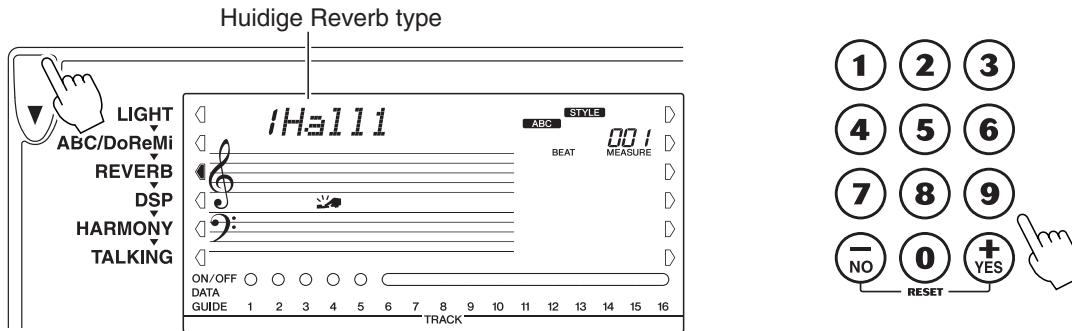 Huidige Reverb type
LIGHT
ABC/DoReMi
REVERB
DSP
HARMONY
TALKING
1Hall1
STYLE
ABC
001
BEAT
MEASURE
ON/OFF
DATA
GUIDE 1 2 3 4 5 6 7 8 9 10 11 12 13 14 15 16
TRACK
1 2 3
4 5 6
7 8 9
− 0 +
NO YES
RESET